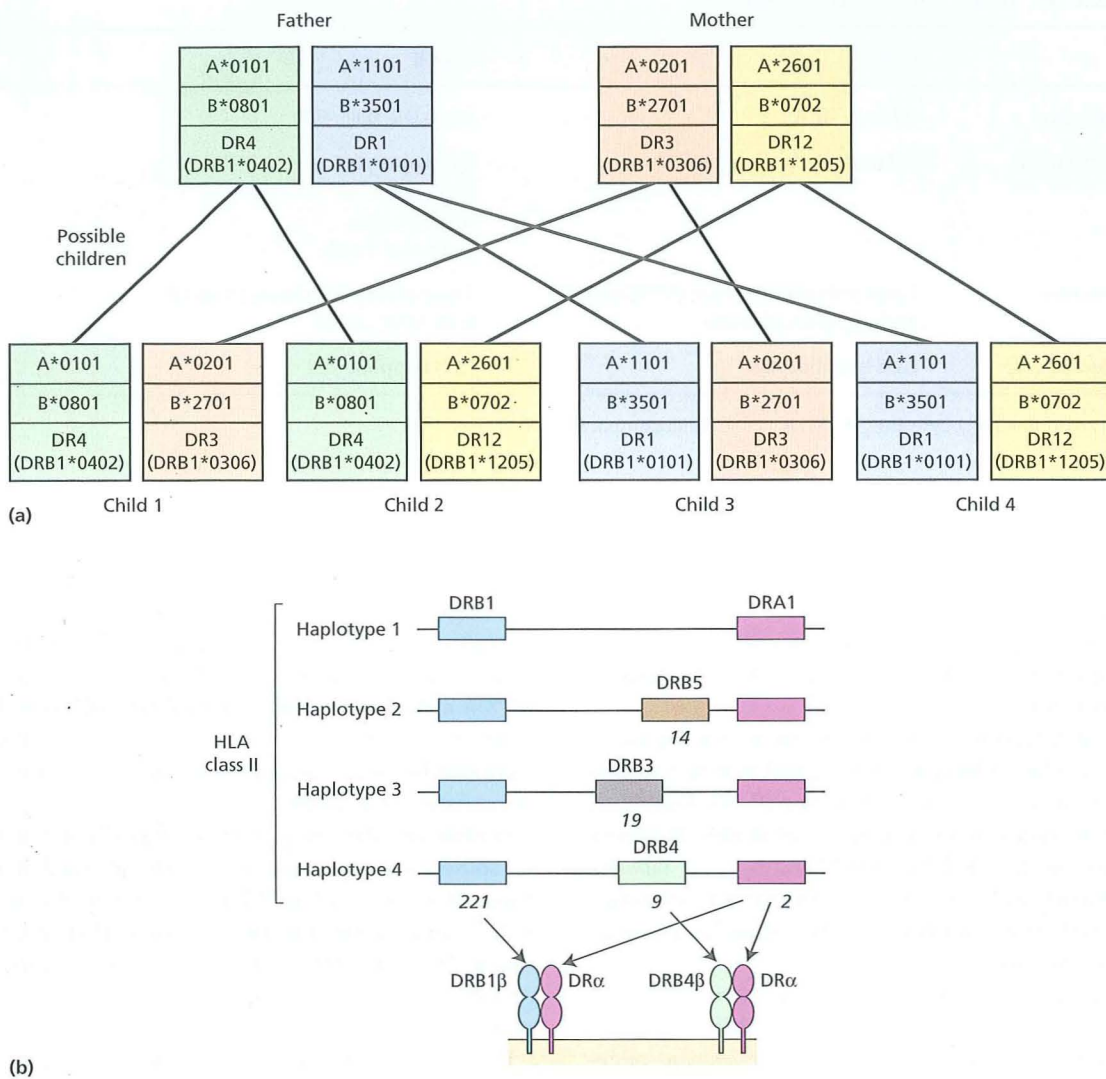 Father
Mother
A*0101
A*1101
A*0201
A*2601
B*0801
B*3501
B*2701
B*0702
DR4
(DRB1*0402)
DR1
(DRB1*0101)
DR3
(DRB1*0306)
DR12
(DRB1*1205)
Possible
children
A*0101
A*0201
A*0101
A*2601
A*1101
A*0201
A*1101
A*2601
B*0801
B*2701
B*0801
B*0702
B*3501
B*2701
B*3501
B*0702
DR4
(DRB1*0402)
DR3
(DRB1*0306)
DR4
(DRB1*0402)
DR12
(DRB1*1205)
DR1
(DRB1*0101)
DR3
(DRB1*0306)
DR1
(DRB1*0101)
DR12
(DRB1*1205)
Child 1
Child 2
Child 3
Child 4
(a)
DRB1
DRA1
Haplotype 1
DRB5
Haplotype 2
14
HLA
class II
DRB3
Haplotype 3
19
DRB4
Haplotype 4
221
9
2
DRB1β
DRα
DRB4β
DRα
(b)